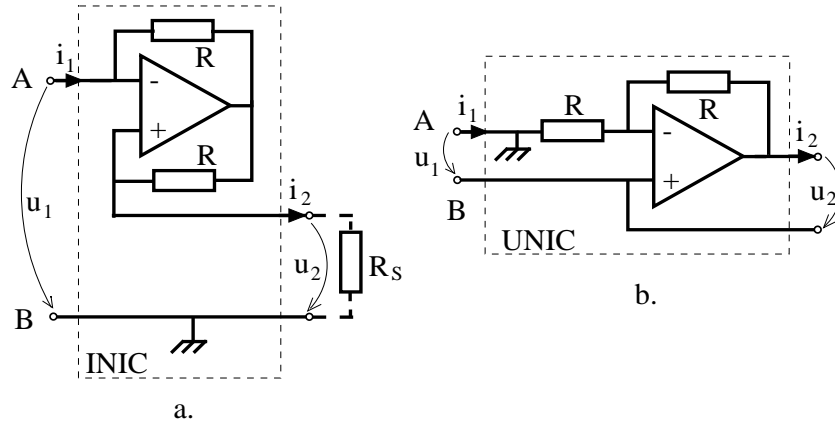 A
i1
R
-
+
R
i2
u1
u2
RS
B
INIC
a.
A
i1
R
R
-
+
i2
u1
u2
B
UNIC
b.